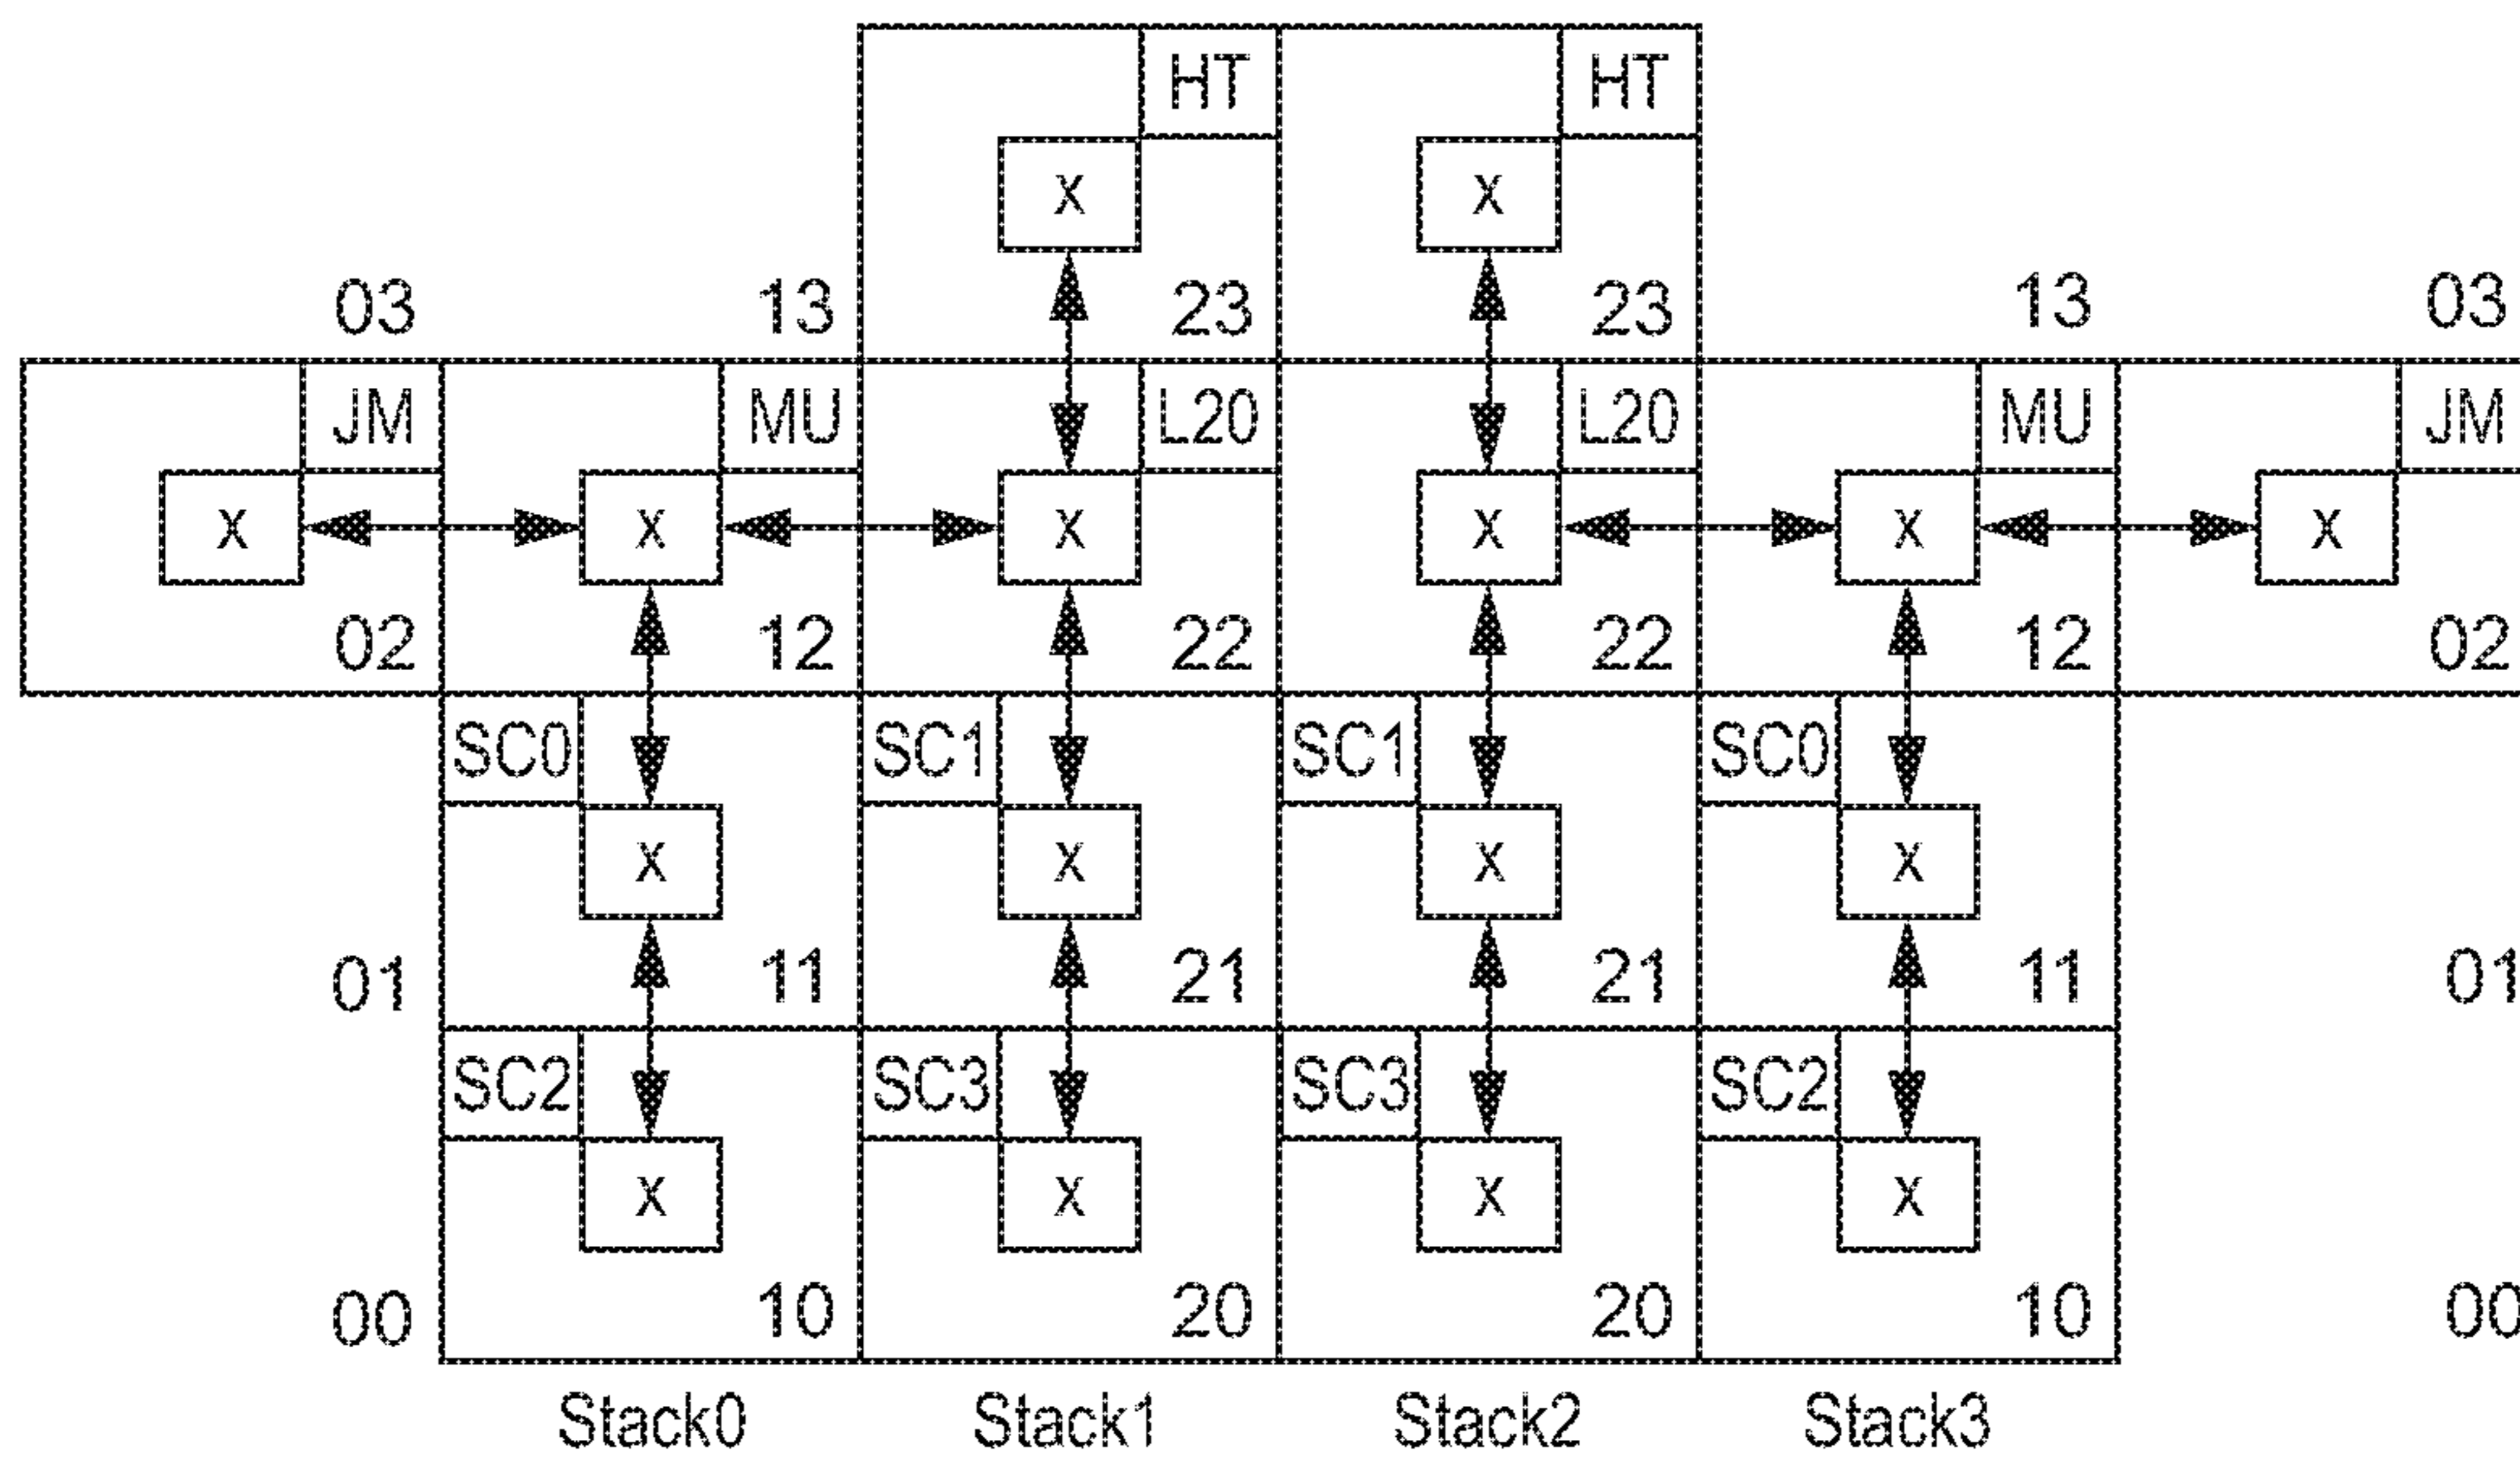 HT HT
x x
03 13 23 23 13 03
JM MU L20 L20 MU JM
x x x x x x
02 12 22 22 12 02
SC0 SC1 SC1 SC0
x x x x
01 11 21 21 11 01
SC2 SC3 SC3 SC2
x x x x
00 10 20 20 10 00
Stack0 Stack1 Stack2 Stack3